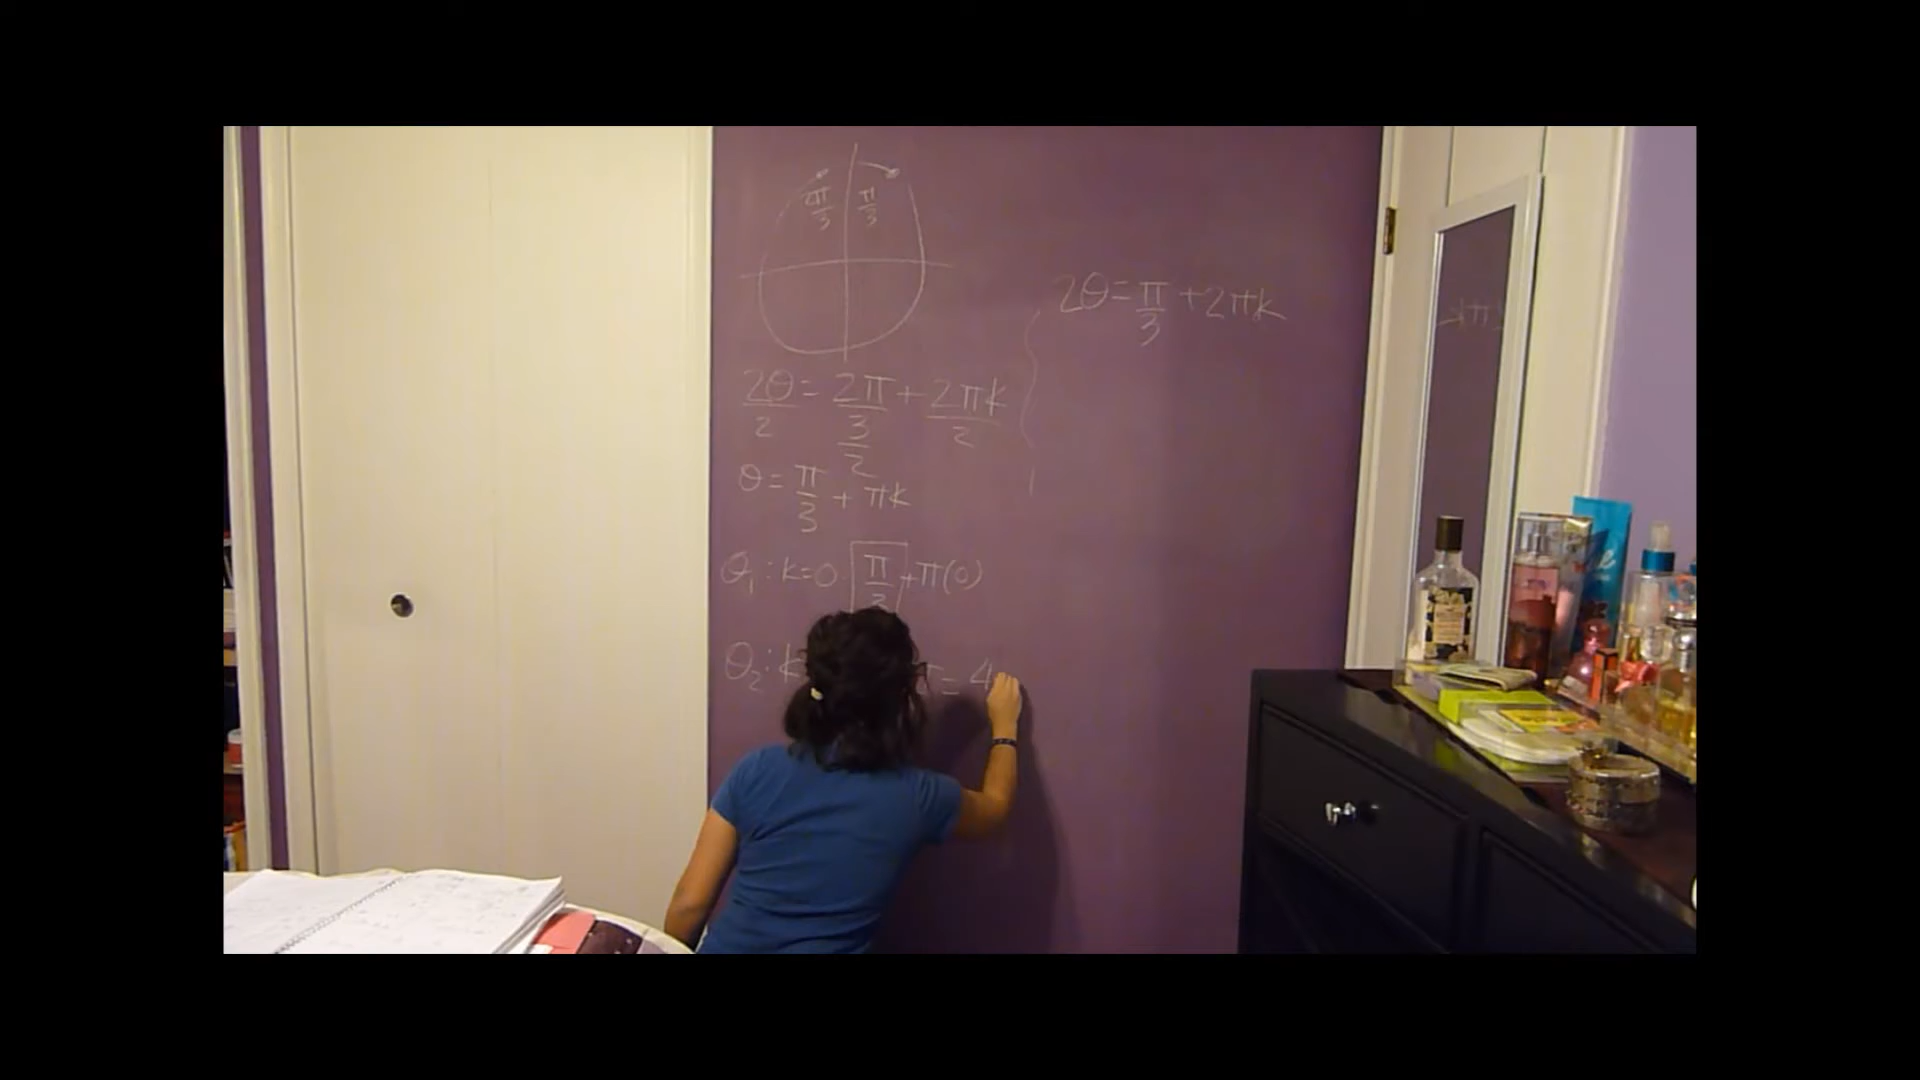 2π/3 π/3
2θ/2 = 2π/3/2 + 2πk/2
θ = π/3 + πk
θ₁: k=0 π/3 + π(0)
θ₂: k = 4
2θ = π/3 + 2πk